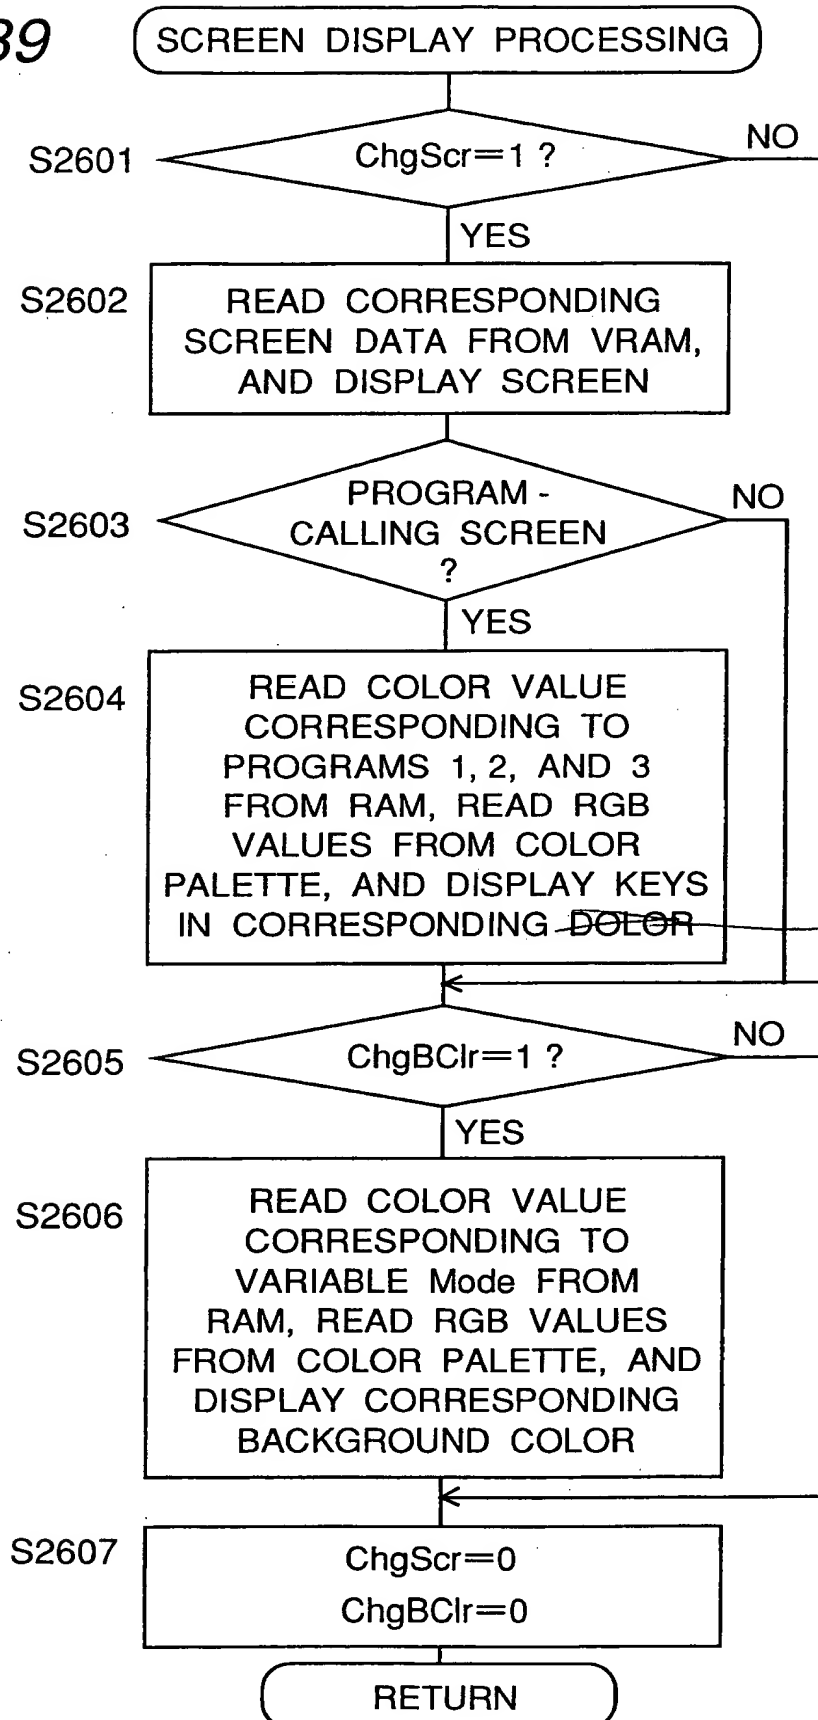 39
SCREEN DISPLAY PROCESSING
S2601
ChgScr=1 ?
NO
YES
S2602
READ CORRESPONDING
SCREEN DATA FROM VRAM,
AND DISPLAY SCREEN
S2603
PROGRAM -
CALLING SCREEN
?
NO
YES
S2604
READ COLOR VALUE
CORRESPONDING TO
PROGRAMS 1, 2, AND 3
FROM RAM, READ RGB
VALUES FROM COLOR
PALETTE, AND DISPLAY KEYS
IN CORRESPONDING DOLOR
S2605
ChgBClr=1 ?
NO
YES
S2606
READ COLOR VALUE
CORRESPONDING TO
VARIABLE Mode FROM
RAM, READ RGB VALUES
FROM COLOR PALETTE, AND
DISPLAY CORRESPONDING
BACKGROUND COLOR
S2607
ChgScr=0
ChgBClr=0
RETURN